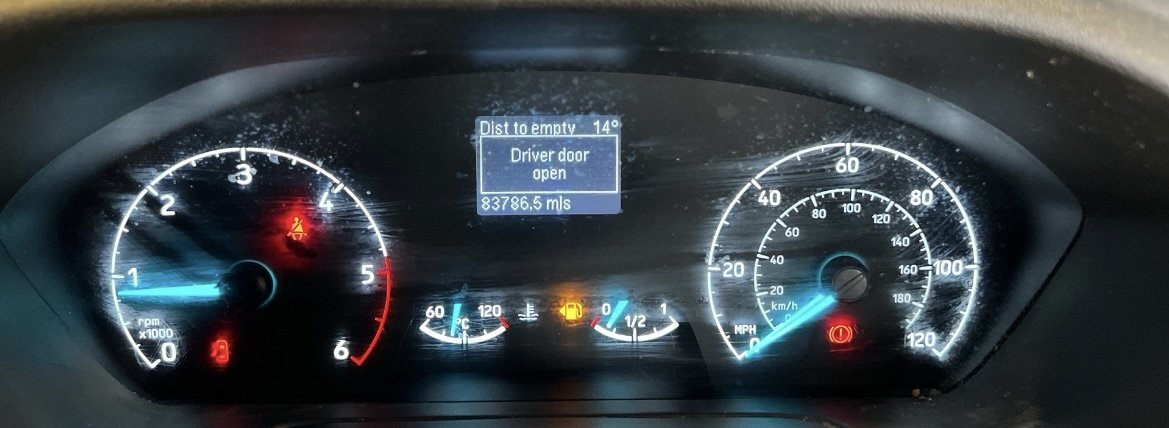 Dist to empty 14°
Driver door
open
83786.5 mls
0 1 2 3 4 5 6
rpm
x1000
60 °C 120
0 1/2 1
0 20 40 60 80 100 120
MPH
20 40 60 80 100 120 140 160 180
km/h